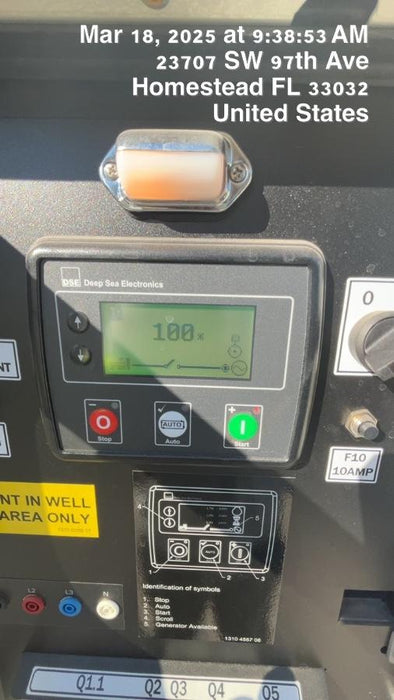 Mar 18, 2025 at 9:38:53 AM
23707 SW 97th Ave
Homestead FL 33032
United States
DSE Deep Sea Electronics
100%
O
Stop
AUTO
Auto
I
Start
0
F10
10AMP
NT
NT IN WELL
AREA ONLY
4
5
1
2
3
Identification of symbols
1. Stop
2. Auto
3. Start
4. Scroll
5. Generator Available
1310 4557 06
L2
L3
N
Q1.1 Q2 Q3 Q4 Q5